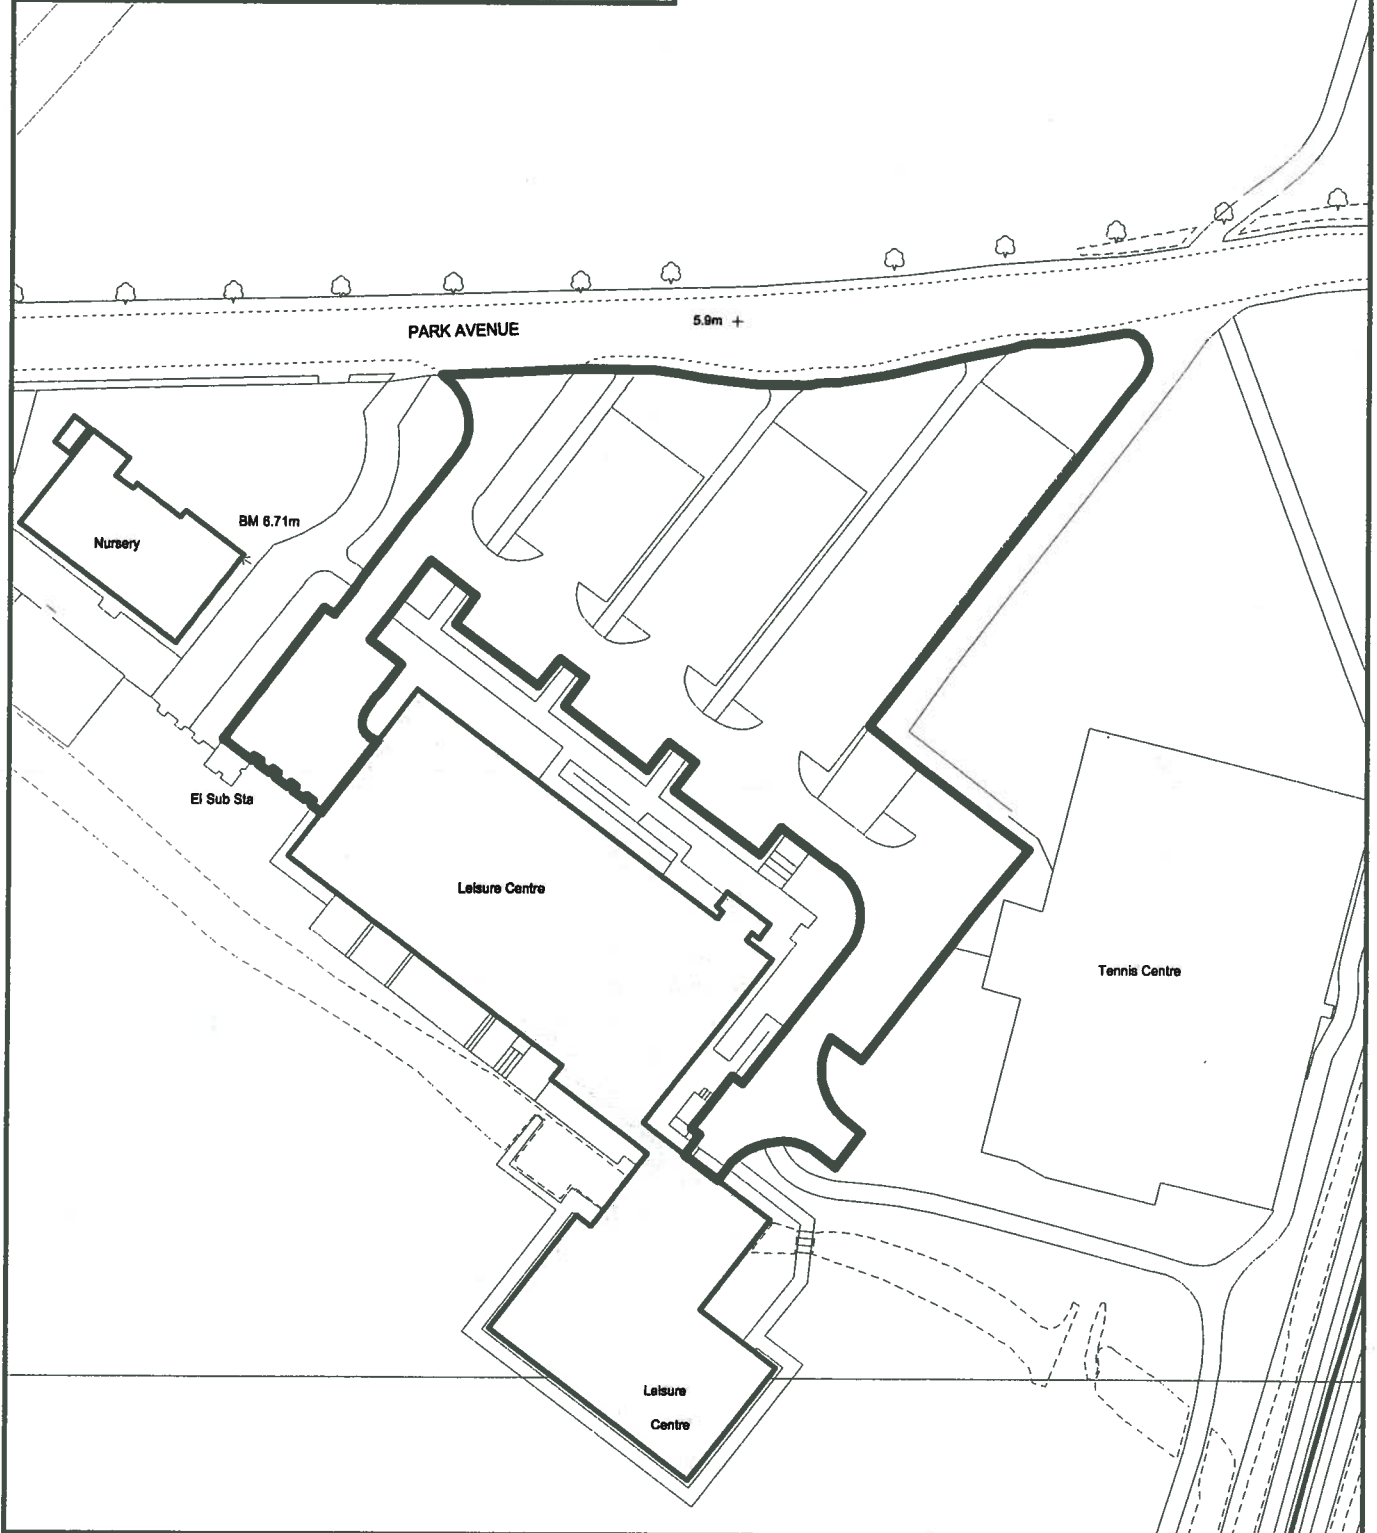 PARK AVENUE
5.9m
BM 6.71m
Nursery
El Sub Sta
Leisure Centre
Tennis Centre
Leisure
Centre